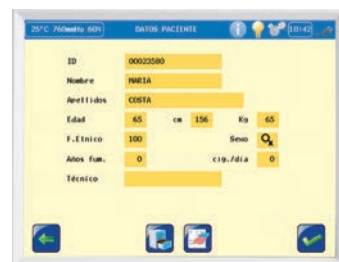 25°C 760mmHg 60% DATOS PACIENTE 10:42
ID 00023580
Nombre MARIA
Apellidos COSTA
Edad 65 cm 156 Kg 65
F.Etnico 100 Sexo
Años fum. 0 cig./dia 0
Técnico